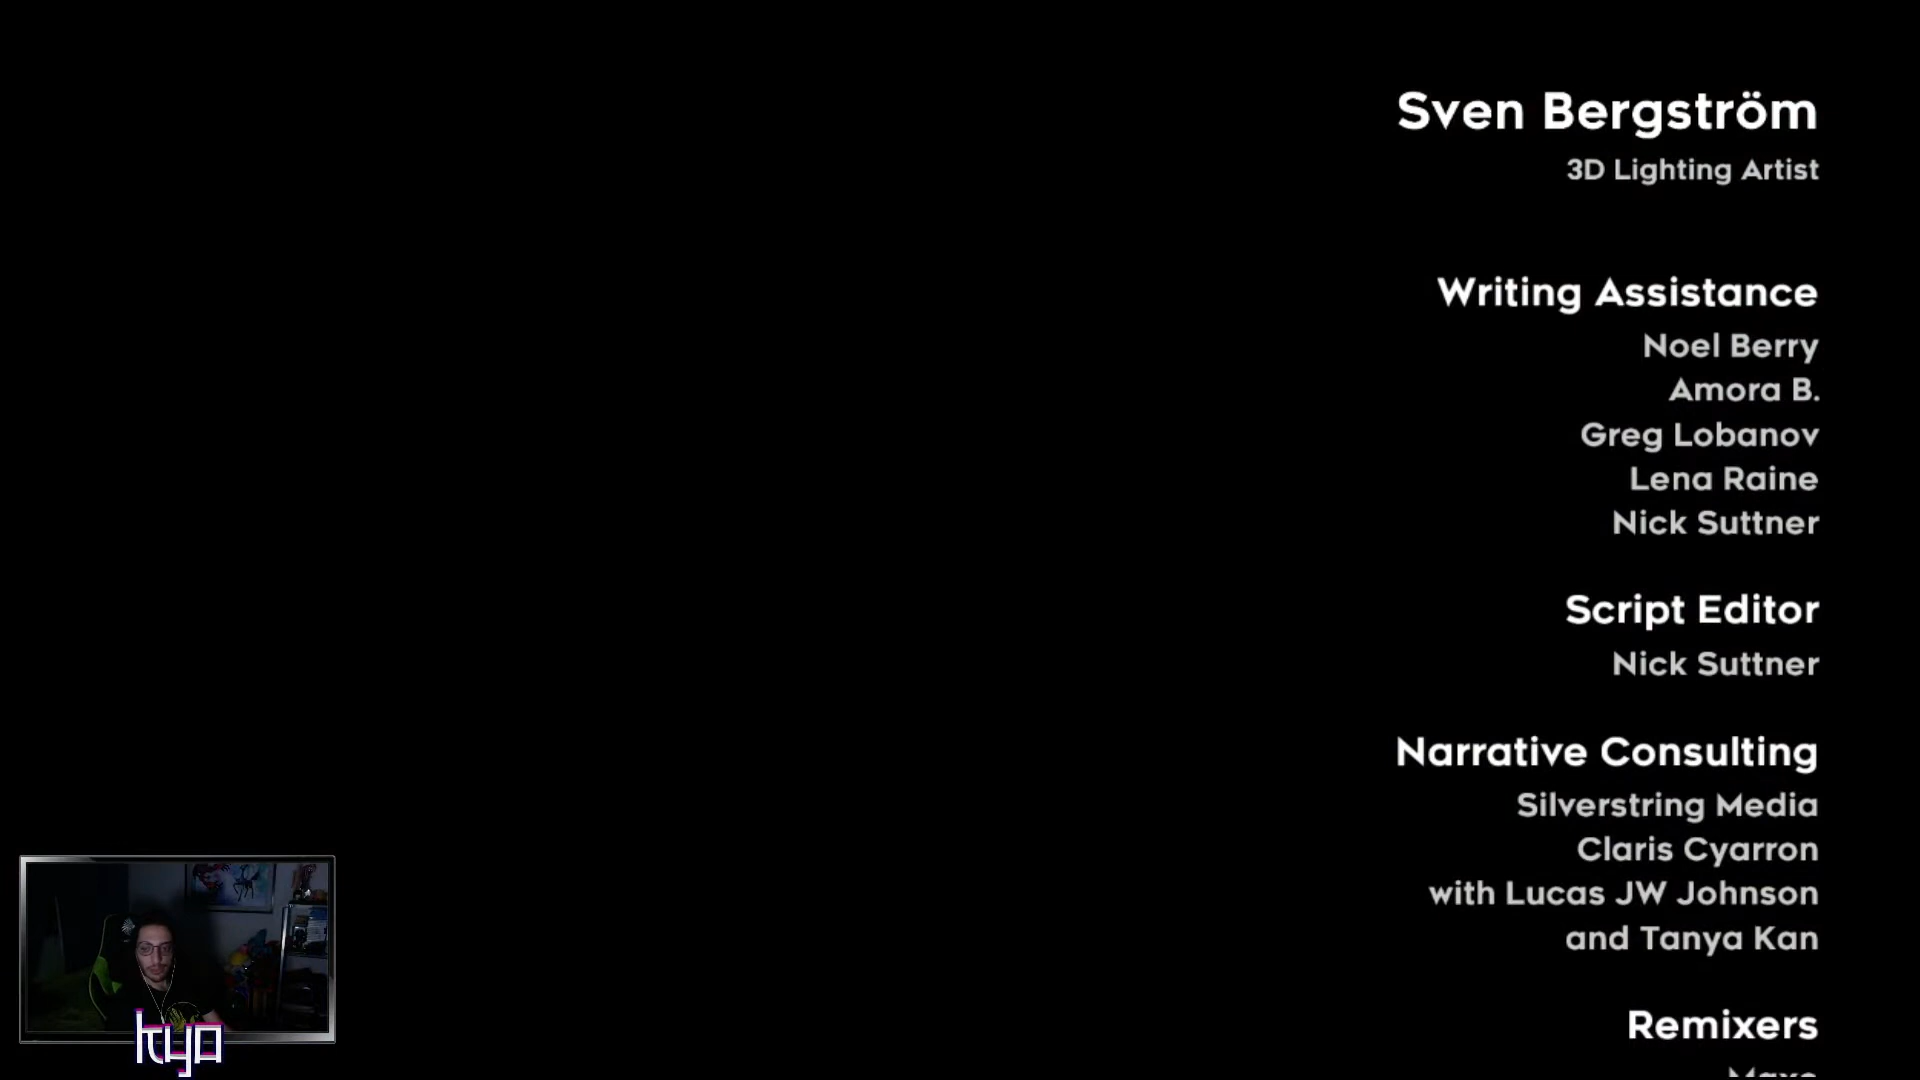 Sven Bergström
3D Lighting Artist
Writing Assistance
Noel Berry
Amora B.
Greg Lobanov
Lena Raine
Nick Suttner
Script Editor
Nick Suttner
Narrative Consulting
Silverstring Media
Claris Cyarron
with Lucas JW Johnson
and Tanya Kan
Remixers
kyo